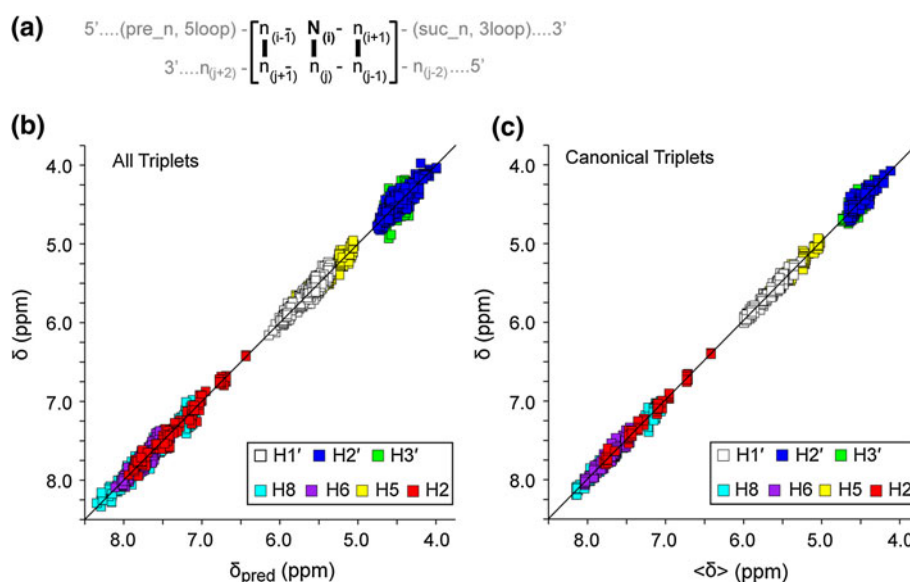 (a)
5′....(pre_n, 5loop) - n(i-1)- N(i)- n(i+1) - (suc_n, 3loop)....3′
3′....n(j+2) - n(j+1)- n(j) - n(j-1) - n(j-2)....5′
(b)
All Triplets
4.0
5.0
6.0
7.0
8.0
δ (ppm)
H1′ H2′ H3′
H8 H6 H5 H2
8.0 7.0 6.0 5.0 4.0
δpred (ppm)
(c)
Canonical Triplets
4.0
5.0
6.0
7.0
8.0
δ (ppm)
H1′ H2′ H3′
H8 H6 H5 H2
8.0 7.0 6.0 5.0 4.0
<δ> (ppm)